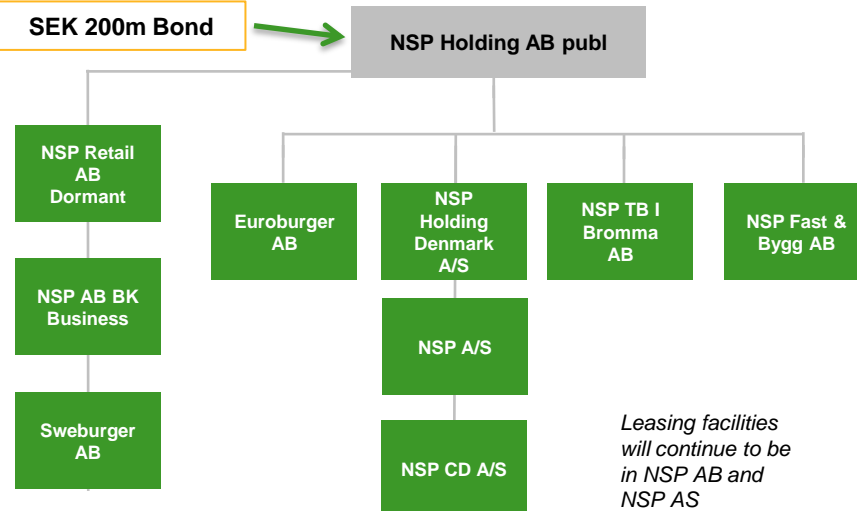 SEK 200m Bond
NSP Holding AB publ
NSP Retail
AB
Dormant
Euroburger
AB
NSP
Holding
Denmark
A/S
NSP TB I
Bromma
AB
NSP Fast &
Bygg AB
NSP AB BK
Business
NSP A/S
Sweburger
AB
NSP CD A/S
Leasing facilities
will continue to be
in NSP AB and
NSP AS